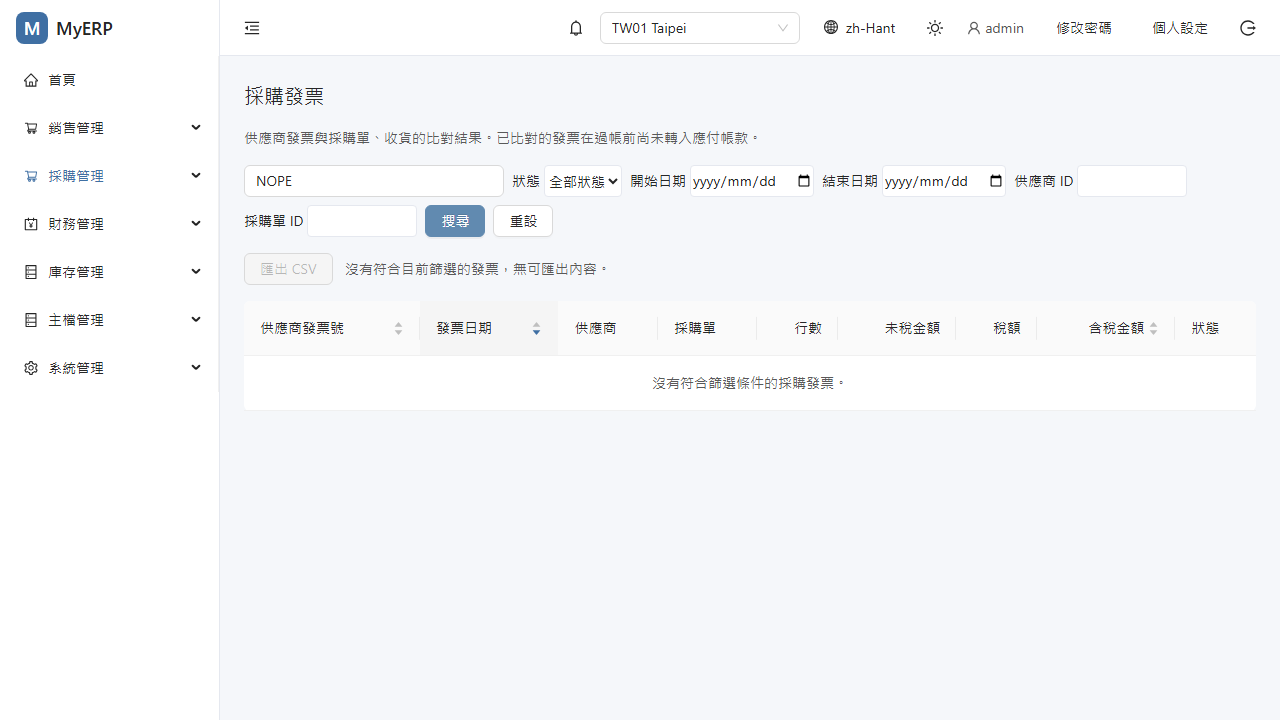 M MyERP
TW01 Taipei
zh-Hant
admin
修改密碼
個人設定
首頁
銷售管理
採購管理
財務管理
庫存管理
主檔管理
系統管理
採購發票
供應商發票與採購單、收貨的比對結果。已比對的發票在過帳前尚未轉入應付帳款。
NOPE 狀態 全部狀態 開始日期 yyyy/mm/dd 結束日期 yyyy/mm/dd 供應商 ID
採購單 ID 搜尋 重設
匯出 CSV 沒有符合目前篩選的發票，無可匯出內容。
供應商發票號 發票日期 供應商 採購單 行數 未稅金額 稅額 含稅金額 狀態
沒有符合篩選條件的採購發票。